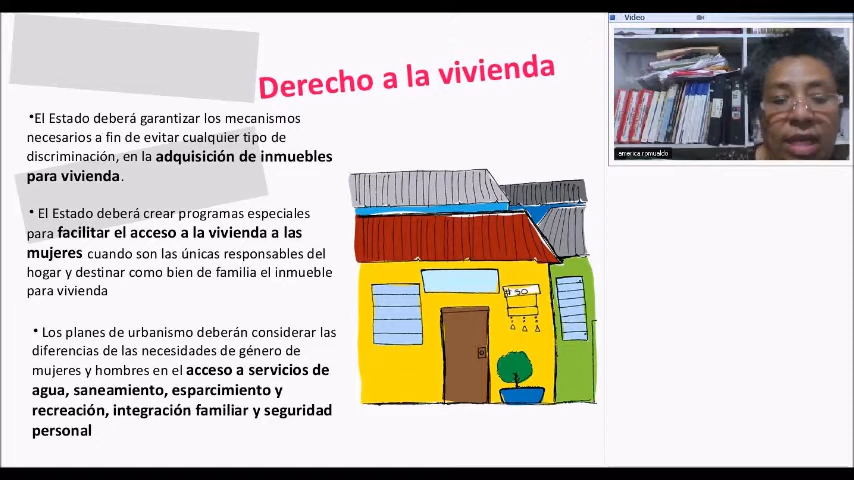 Derecho a la vivienda
•El Estado deberá garantizar los mecanismos
necesarios a fin de evitar cualquier tipo de
discriminación, en la adquisición de inmuebles
para vivienda.
• El Estado deberá crear programas especiales
para facilitar el acceso a la vivienda a las
mujeres cuando son las únicas responsables del
hogar y destinar como bien de familia el inmueble
para vivienda
• Los planes de urbanismo deberán considerar las
diferencias de las necesidades de género de
mujeres y hombres en el acceso a servicios de
agua, saneamiento, esparcimiento y
recreación, integración familiar y seguridad
personal
# 50
Video
america romualdo